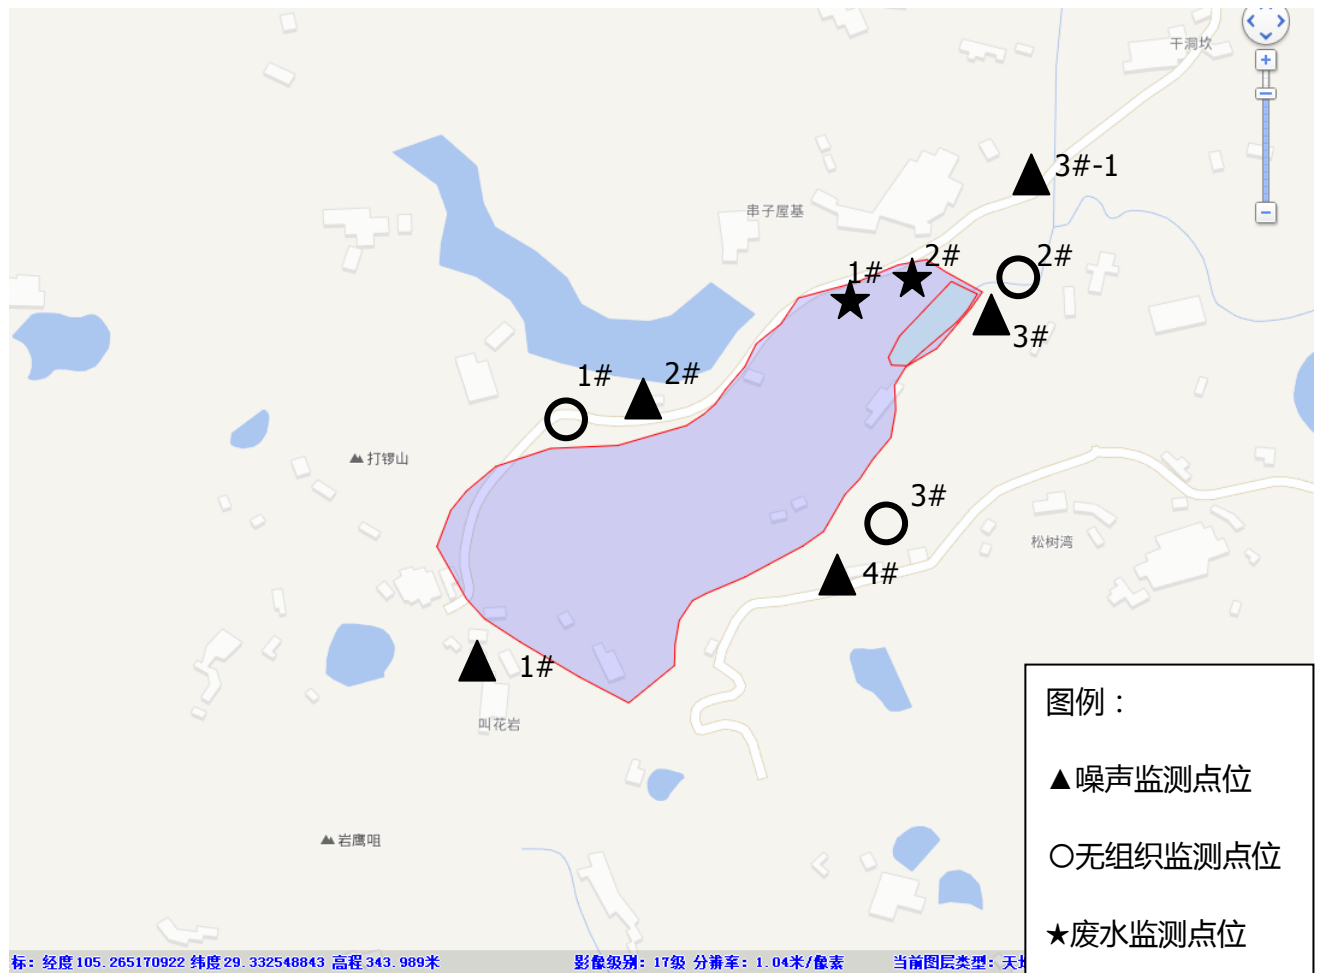 干洞坎
3#-1
串子屋基
2#
2#
1#
3#
1#
2#
打锣山
3#
松树湾
4#
1#
叫花岩
岩鹰咀
图例：
▲噪声监测点位
○无组织监测点位
★废水监测点位
标：经度105.265170922 纬度29.332548843 高程343.989米
影像级别：17级 分辨率：1.04米/像素
当前图层类型：天